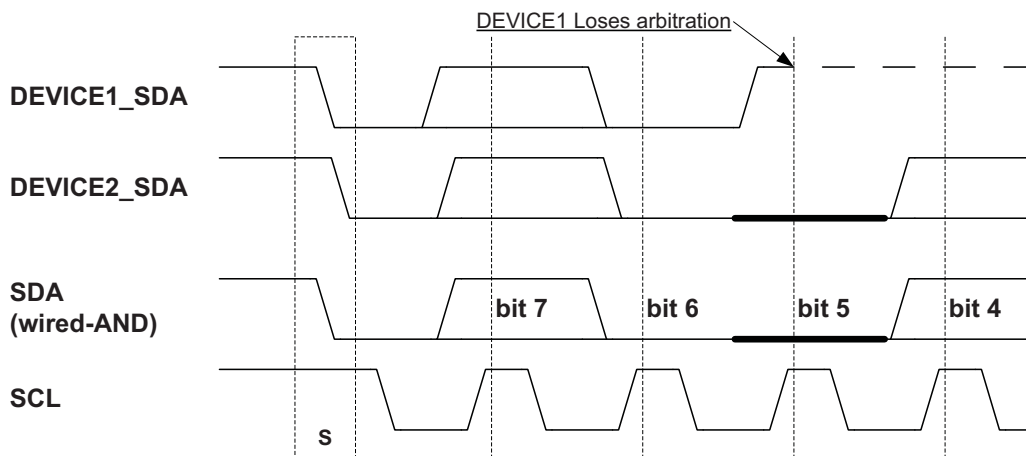 DEVICE1 Loses arbitration
DEVICE1_SDA
DEVICE2_SDA
SDA
(wired-AND)
bit 7 bit 6 bit 5 bit 4
SCL
S